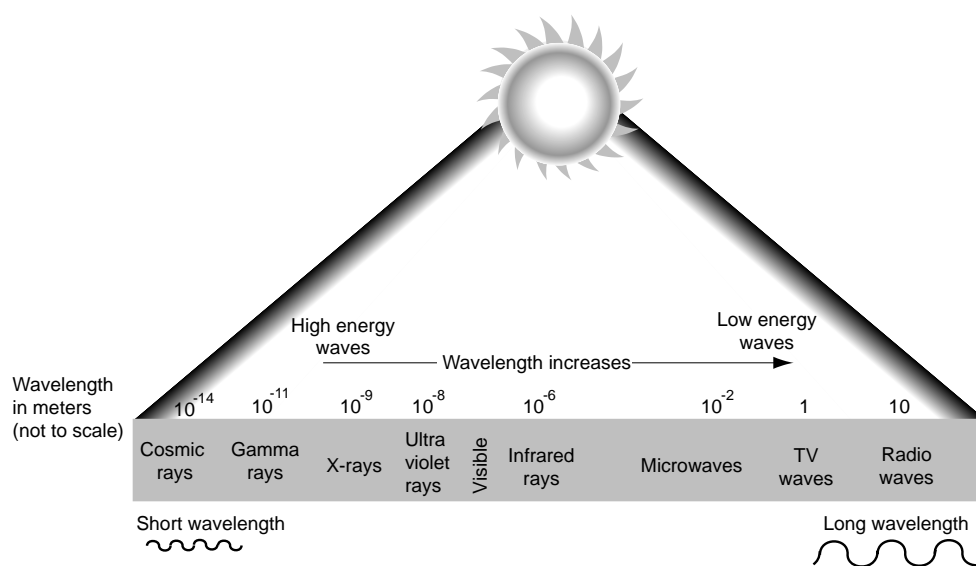 High energy
waves
Low energy
waves
Wavelength increases
Wavelength
in meters
(not to scale)
10-14 10-11 10-9 10-8 10-6 10-2 1 10
Cosmic
rays
Gamma
rays
X-rays
Ultra
violet
rays
Visible
Infrared
rays
Microwaves
TV
waves
Radio
waves
Short wavelength
Long wavelength